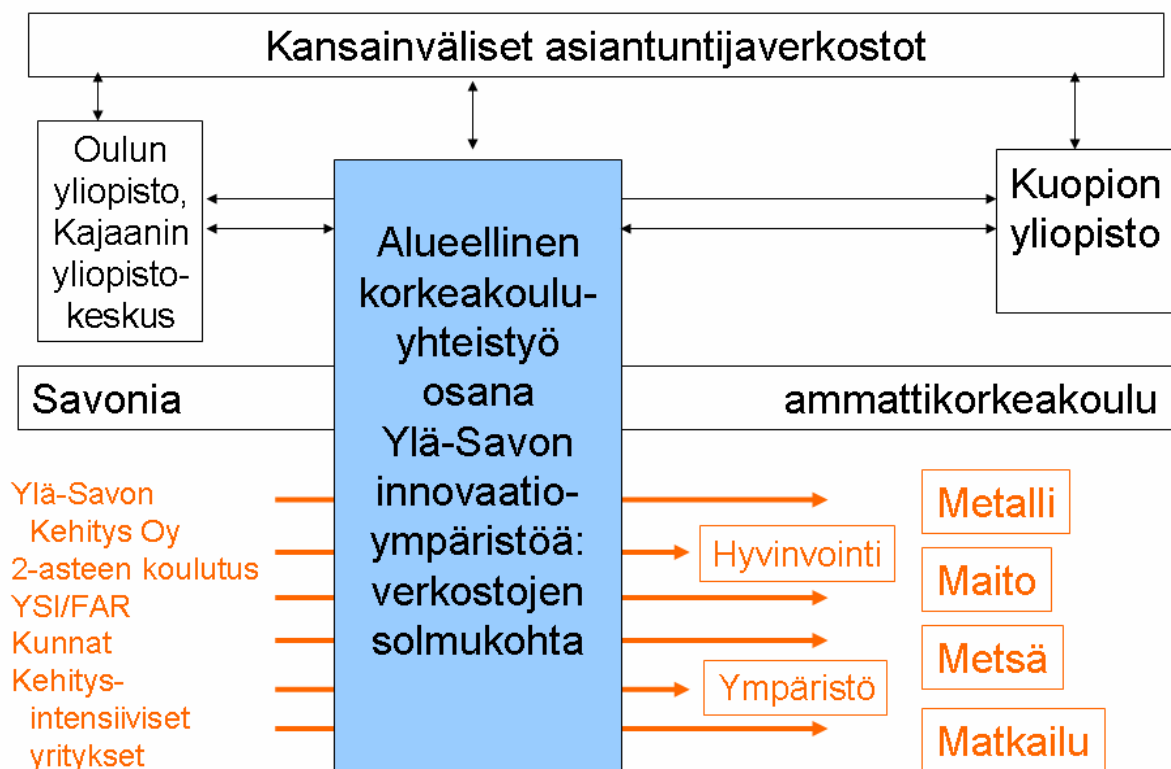 Kansainväliset asiantuntijaverkostot
Oulun
yliopisto,
Kajaanin
yliopisto-
keskus
Alueellinen
korkeakoulu-
yhteistyö
osana
Ylä-Savon
innovaatio-
ympäristöä:
verkostojen
solmukohta
Kuopion
yliopisto
Savonia
ammattikorkeakoulu
Ylä-Savon
Kehitys Oy
2-asteen koulutus
YSI/FAR
Kunnat
Kehitys-
intensiiviset
yritykset
Hyvinvointi
Ympäristö
Metalli
Maito
Metsä
Matkailu